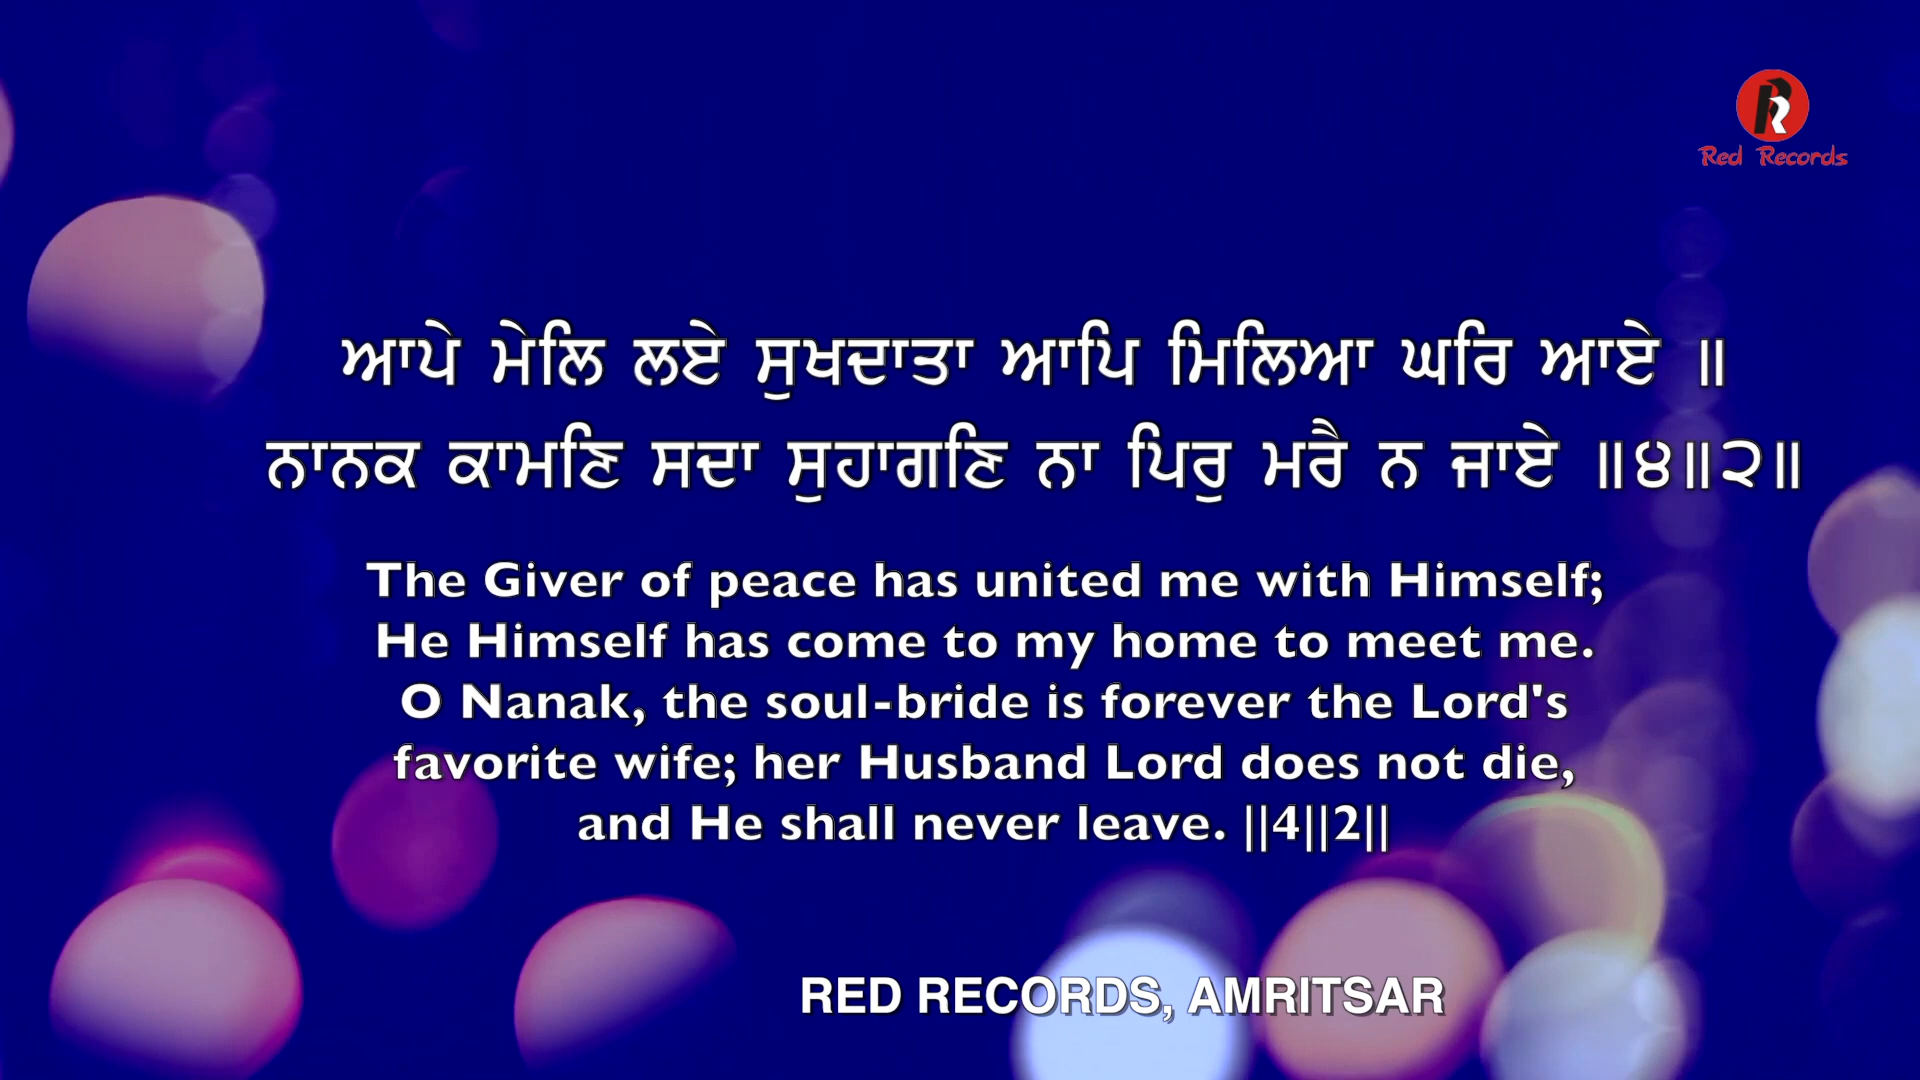 Red Records
ਆਪੇ ਮੇਲਿ ਲਏ ਸੁਖਦਾਤਾ ਆਪਿ ਮਿਲਿਆ ਘਰਿ ਆਏ ॥
ਨਾਨਕ ਕਾਮਣਿ ਸਦਾ ਸੁਹਾਗਣਿ ਨਾ ਪਿਰੁ ਮਰੈ ਨ ਜਾਏ ॥੪॥੨॥
The Giver of peace has united me with Himself;
He Himself has come to my home to meet me.
O Nanak, the soul-bride is forever the Lord's
favorite wife; her Husband Lord does not die,
and He shall never leave. ||4||2||
RED RECORDS, AMRITSAR